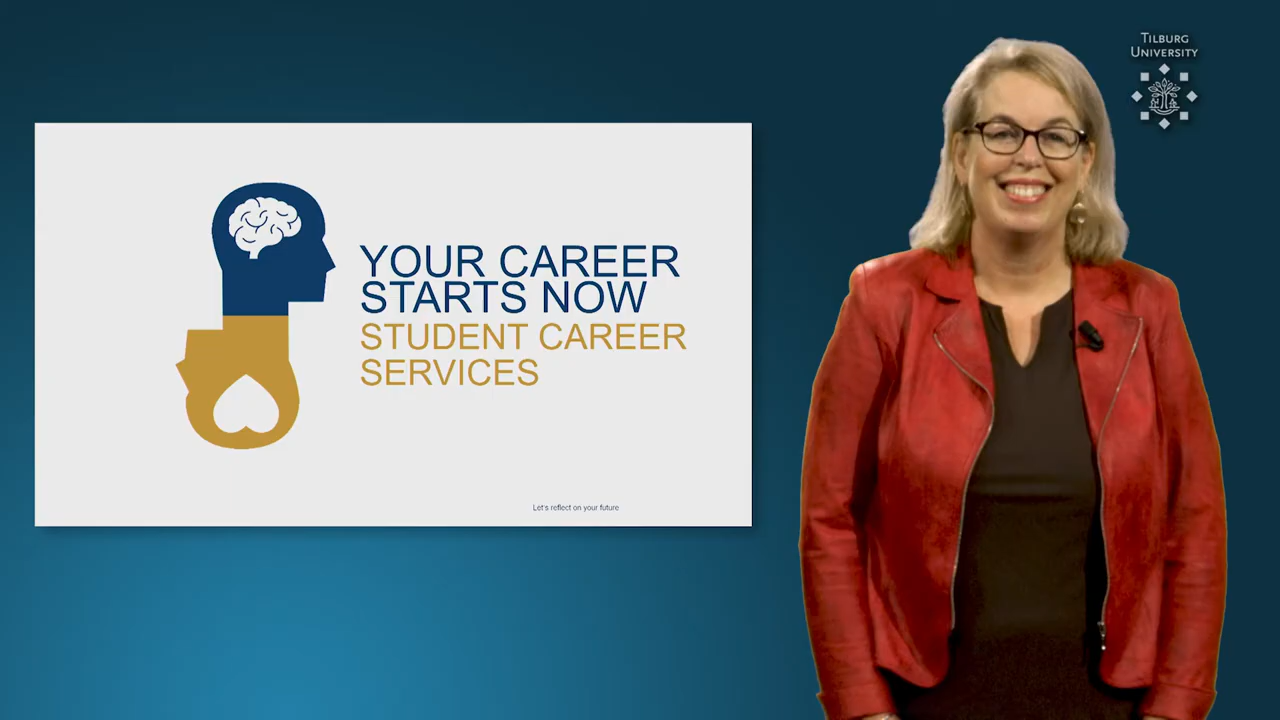 TILBURG
UNIVERSITY
YOUR CAREER
STARTS NOW
STUDENT CAREER
SERVICES
Let's reflect on your future